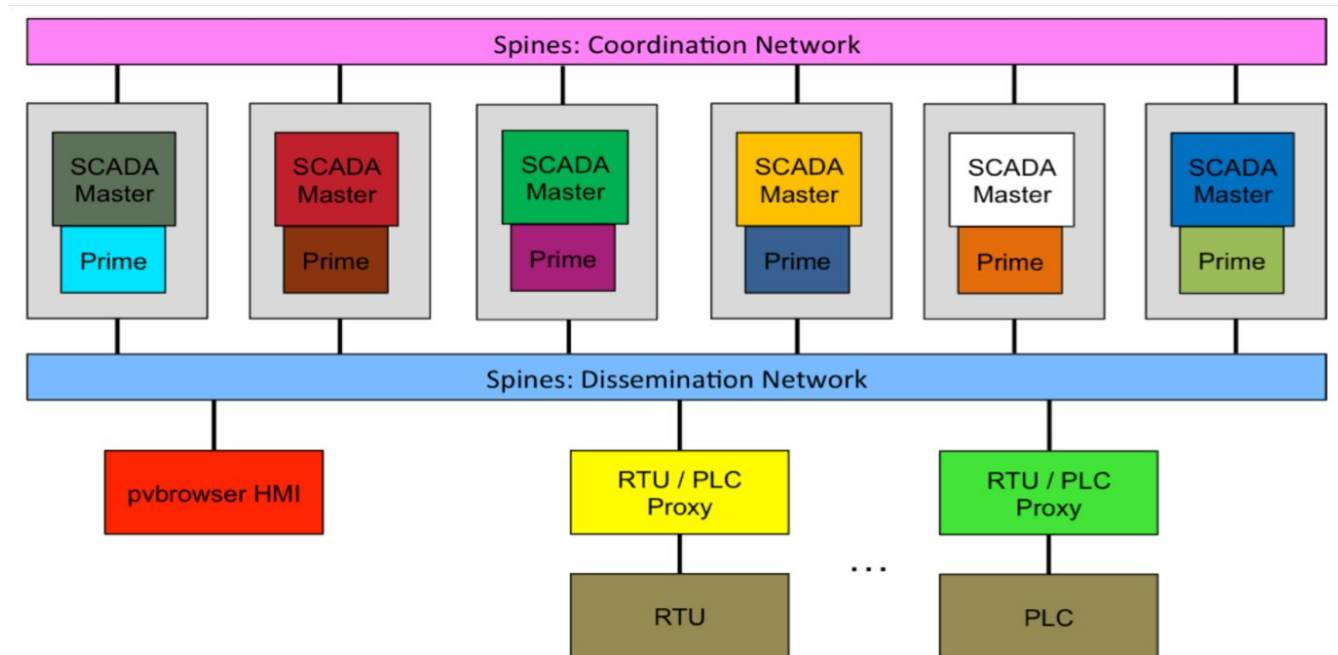 Spines: Coordination Network
SCADA
Master
Prime
SCADA
Master
Prime
SCADA
Master
Prime
SCADA
Master
Prime
SCADA
Master
Prime
SCADA
Master
Prime
Spines: Dissemination Network
pvbrowser HMI
RTU / PLC
Proxy
RTU / PLC
Proxy
...
RTU
PLC